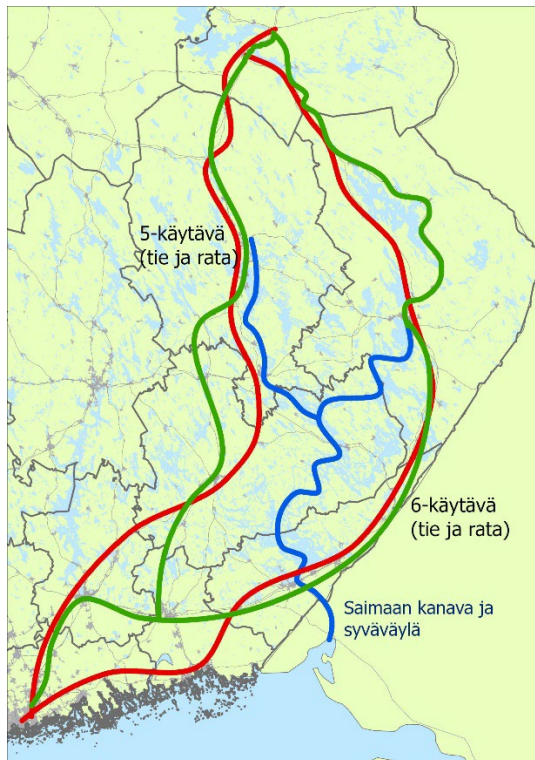 5-käytävä
(tie ja rata)
6-käytävä
(tie ja rata)
Saimaan kanava ja
syväväylä